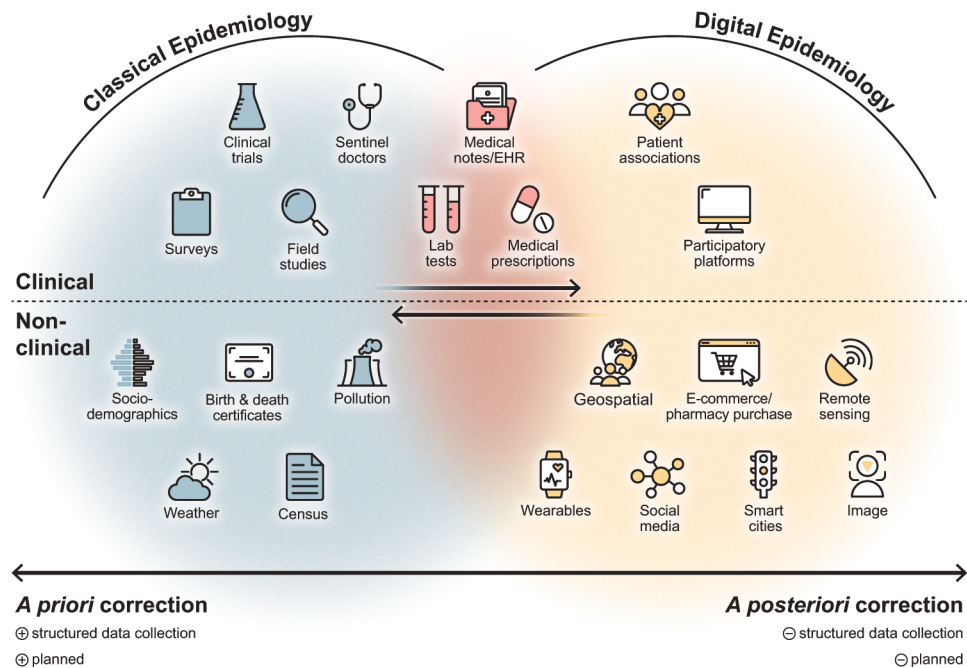 Classical Epidemiology
Digital Epidemiology
Clinical
trials
Sentinel
doctors
Medical
notes/EHR
Patient
associations
Surveys
Field
studies
Lab
tests
Medical
prescriptions
Participatory
platforms
Clinical
Non-
clinical
Socio-
demographics
Birth & death
certificates
Pollution
Geospatial
E-commerce/
pharmacy purchase
Remote
sensing
Weather
Census
Wearables
Social
media
Smart
cities
Image
A priori correction
⊕ structured data collection
⊕ planned
A posteriori correction
⊖ structured data collection
⊖ planned